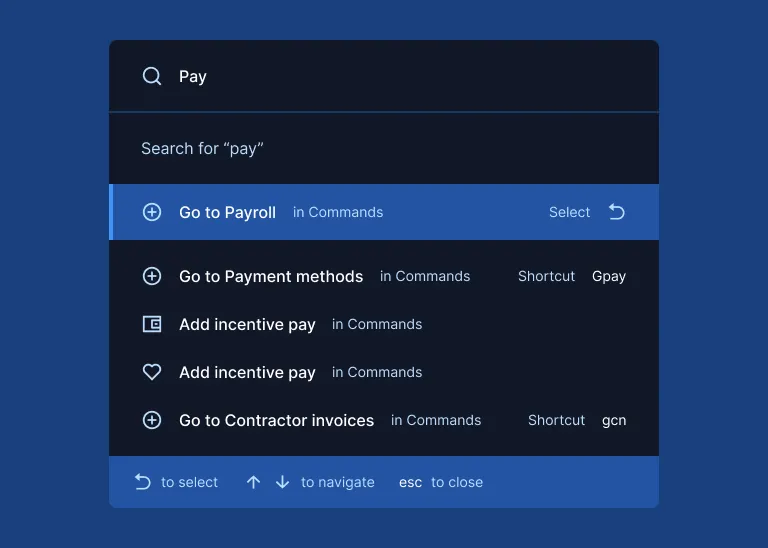 Pay
Search for “pay”
Go to Payroll in Commands Select
Go to Payment methods in Commands Shortcut Gpay
Add incentive pay in Commands
Add incentive pay in Commands
Go to Contractor invoices in Commands Shortcut gcn
to select to navigate esc to close